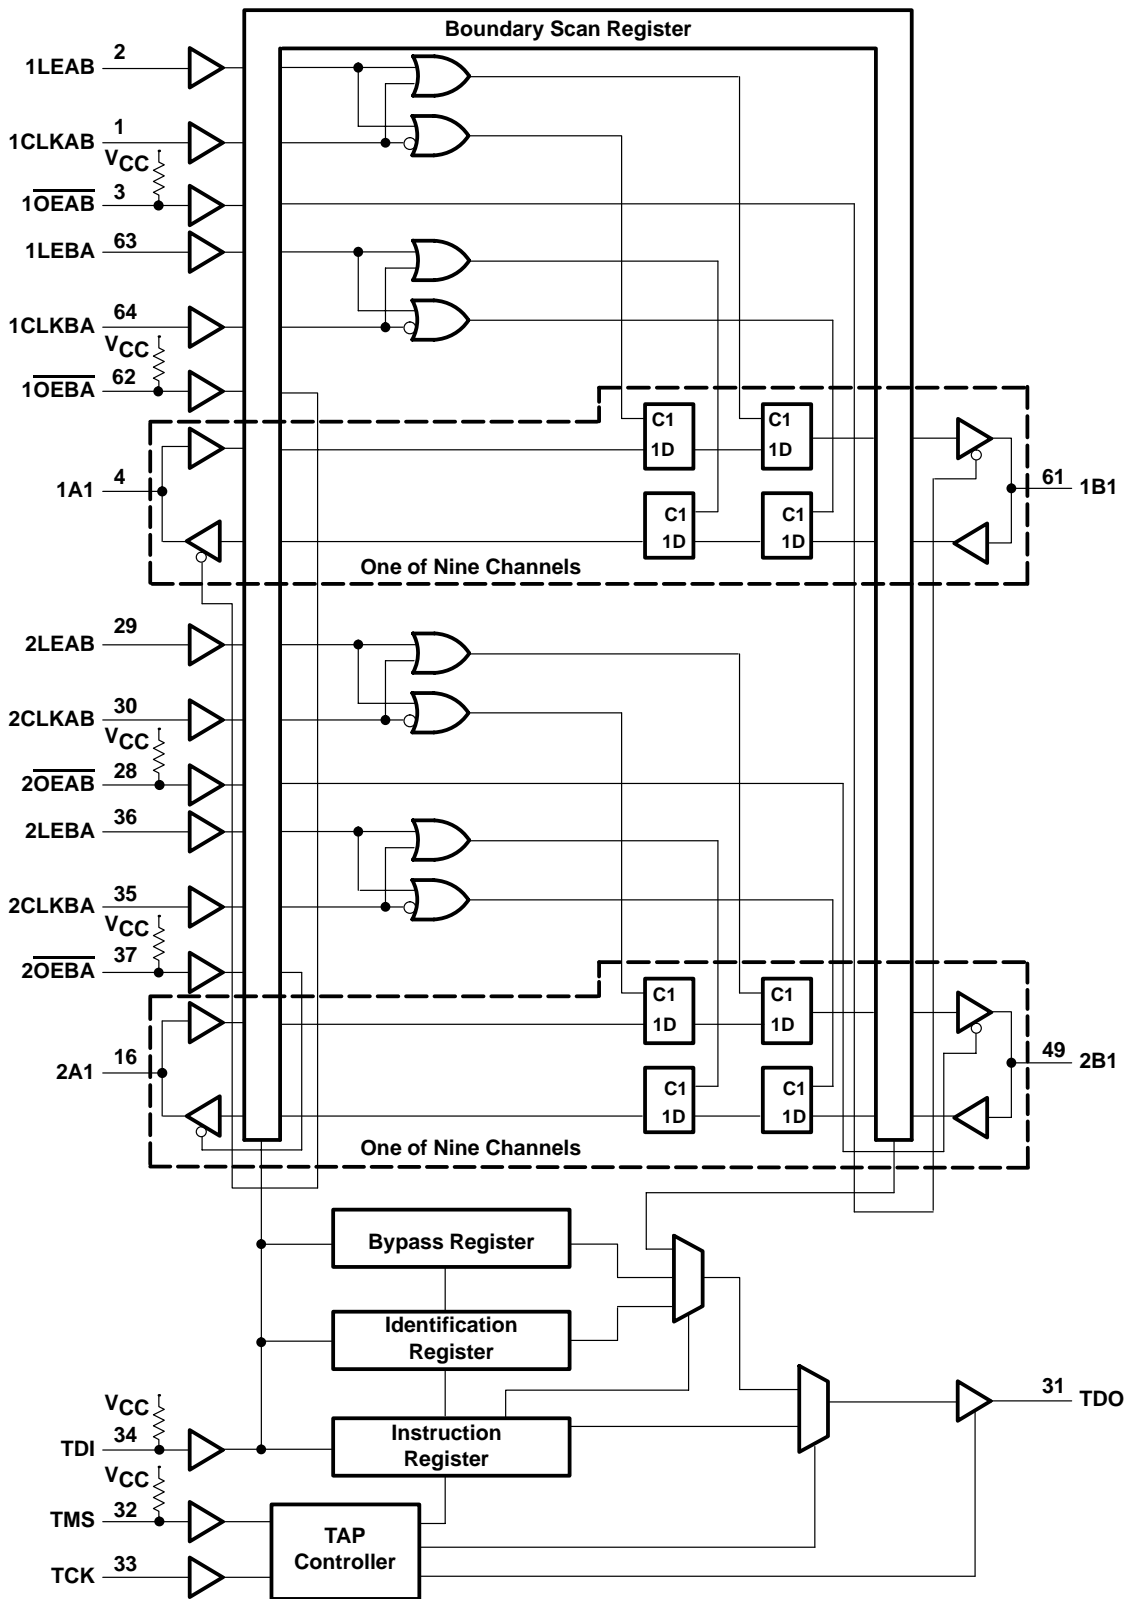 Boundary Scan Register
1LEAB 2
1CLKAB 1
VCC
1OEAB 3
1LEBA 63
1CLKBA 64
VCC
1OEBA 62
C1
1D
C1
1D
1A1 4
61 1B1
C1
1D
C1
1D
One of Nine Channels
2LEAB 29
2CLKAB 30
VCC
2OEAB 28
2LEBA 36
2CLKBA 35
VCC
2OEBA 37
C1
1D
C1
1D
2A1 16
49 2B1
C1
1D
C1
1D
One of Nine Channels
Bypass Register
Identification
Register
VCC
TDI 34
Instruction
Register
31 TDO
VCC
TMS 32
TAP
Controller
TCK 33